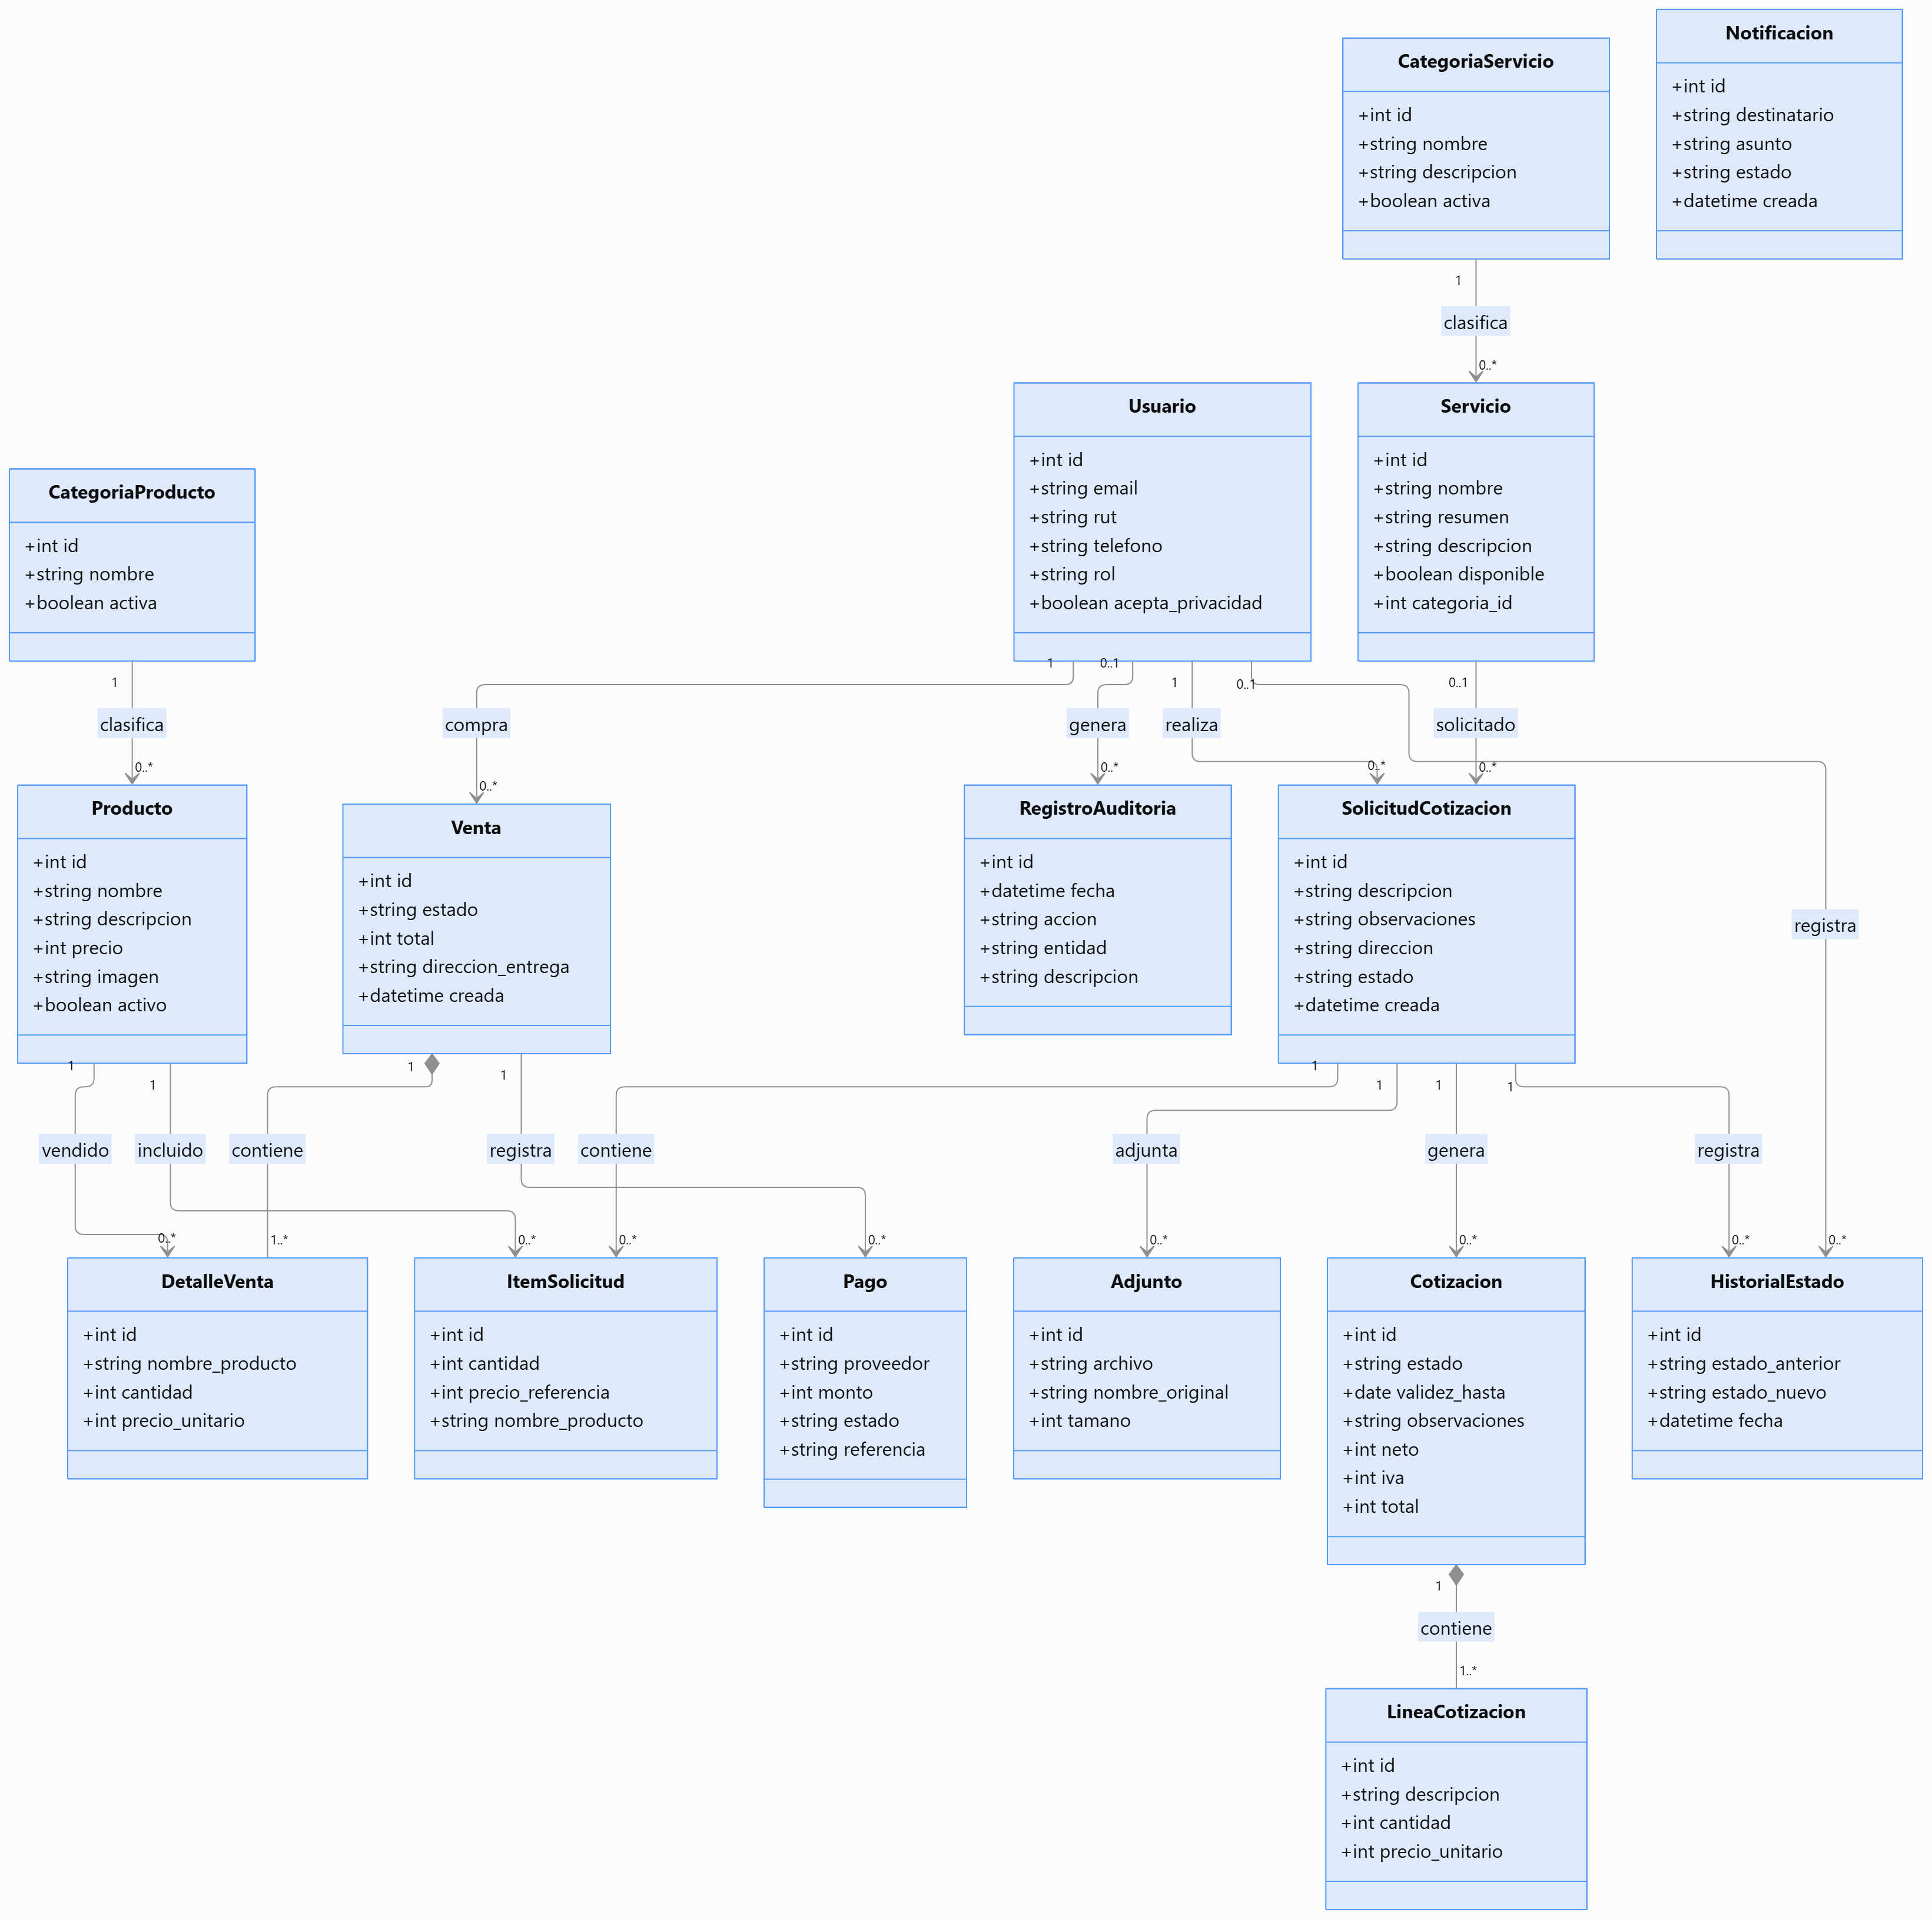 Notificacion
+int id
+string destinatario
+string asunto
+string estado
+datetime creada
CategoriaServicio
+int id
+string nombre
+string descripcion
+boolean activa
1
clasifica
0..*
Usuario
+int id
+string email
+string rut
+string telefono
+string rol
+boolean acepta_privacidad
Servicio
+int id
+string nombre
+string resumen
+string descripcion
+boolean disponible
+int categoria_id
CategoriaProducto
+int id
+string nombre
+boolean activa
1
clasifica
0..*
1
compra
0..*
0..1
genera
0..*
1
realiza
0..*
0..1
registra
0..*
0..1
solicitado
0..*
Producto
+int id
+string nombre
+string descripcion
+int precio
+string imagen
+boolean activo
Venta
+int id
+string estado
+int total
+string direccion_entrega
+datetime creada
RegistroAuditoria
+int id
+datetime fecha
+string accion
+string entidad
+string descripcion
SolicitudCotizacion
+int id
+string descripcion
+string observaciones
+string direccion
+string estado
+datetime creada
1
vendido
0..*
1
incluido
0..*
1
contiene
1..*
1
registra
0..*
1
contiene
0..*
1
adjunta
0..*
1
genera
0..*
1
registra
0..*
DetalleVenta
+int id
+string nombre_producto
+int cantidad
+int precio_unitario
ItemSolicitud
+int id
+int cantidad
+int precio_referencia
+string nombre_producto
Pago
+int id
+string proveedor
+int monto
+string estado
+string referencia
Adjunto
+int id
+string archivo
+string nombre_original
+int tamano
Cotizacion
+int id
+string estado
+date validez_hasta
+string observaciones
+int neto
+int iva
+int total
HistorialEstado
+int id
+string estado_anterior
+string estado_nuevo
+datetime fecha
1
contiene
1..*
LineaCotizacion
+int id
+string descripcion
+int cantidad
+int precio_unitario